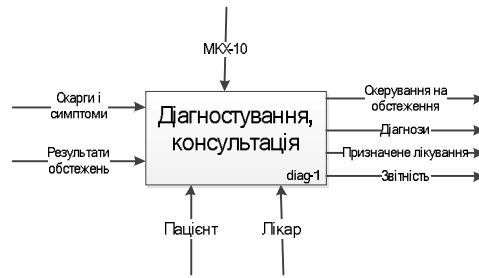 МКХ-10
Скарги і
симптоми
Результати
обстежень
Діагностування,
консультація
diag-1
Скерування на
обстеження
Діагнози
Призначене лікування
Звітність
Пацієнт
Лікар